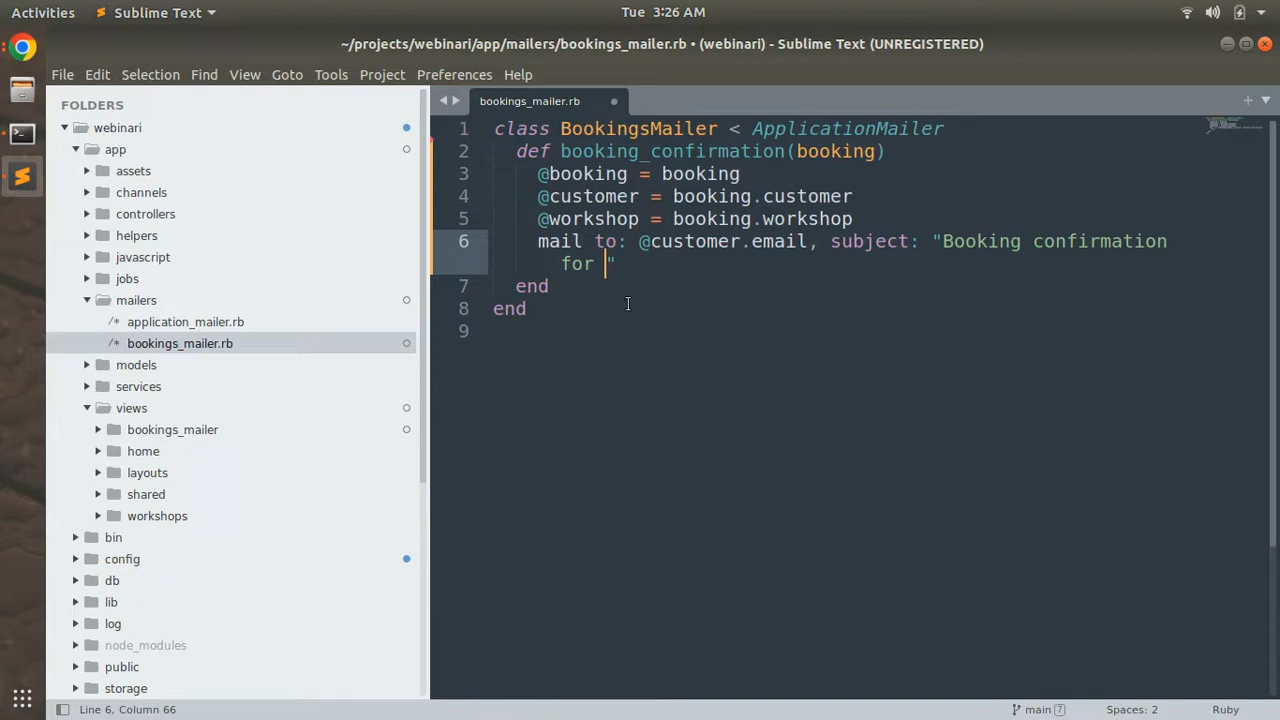 Activities
Sublime Text
Tue 3:26 AM
~/projects/webinari/app/mailers/bookings_mailer.rb • (webinari) - Sublime Text (UNREGISTERED)
File Edit Selection Find View Goto Tools Project Preferences Help
FOLDERS
webinari
app
assets
channels
controllers
helpers
javascript
jobs
mailers
/* application_mailer.rb
/* bookings_mailer.rb
models
services
views
bookings_mailer
home
layouts
shared
workshops
bin
config
db
lib
log
node_modules
public
storage
bookings_mailer.rb
1 class BookingsMailer < ApplicationMailer
2 def booking_confirmation(booking)
3 @booking = booking
4 @customer = booking.customer
5 @workshop = booking.workshop
6 mail to: @customer.email, subject: "Booking confirmation
for "
7 end
8 end
9
Line 6, Column 66
main 7
Spaces: 2
Ruby